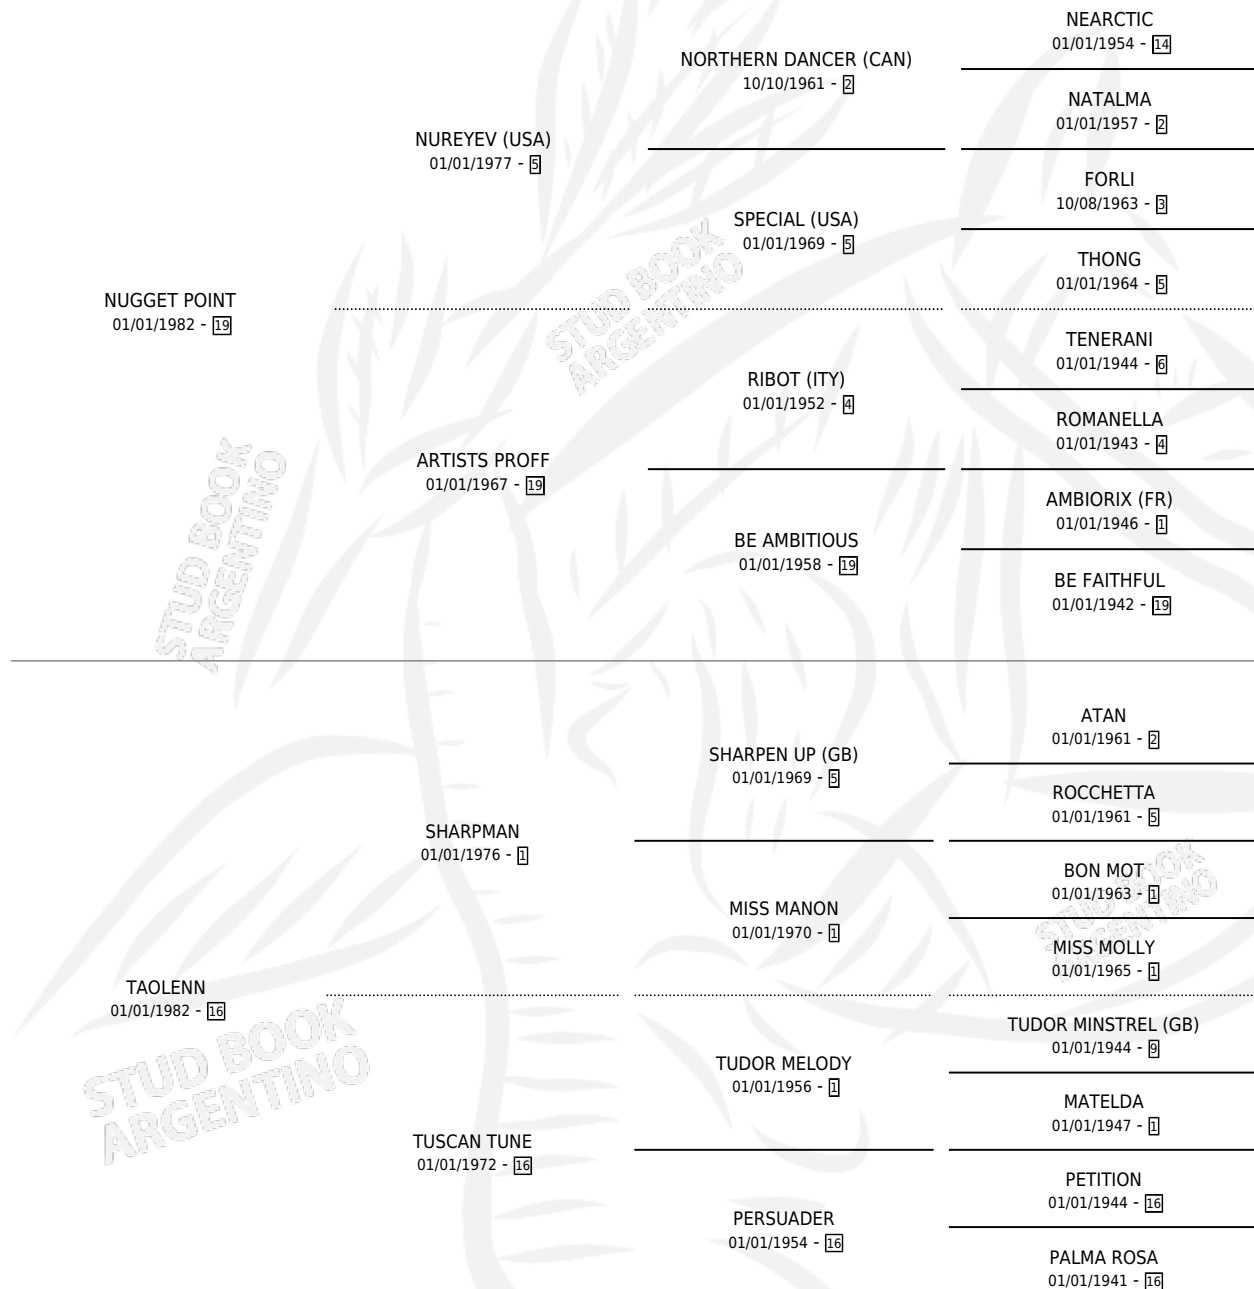 NEARCTIC
01/01/1954 - 14
NORTHERN DANCER (CAN)
10/10/1961 - 2
NATALMA
01/01/1957 - 2
NUREYEV (USA)
01/01/1977 - 5
FORLI
10/08/1963 - 3
SPECIAL (USA)
01/01/1969 - 5
THONG
01/01/1964 - 5
NUGGET POINT
01/01/1982 - 19
TENERANI
01/01/1944 - 6
RIBOT (ITY)
01/01/1952 - 4
ROMANELLA
01/01/1943 - 4
ARTISTS PROFF
01/01/1967 - 19
AMBIORIX (FR)
01/01/1946 - 1
BE AMBITIOUS
01/01/1958 - 19
BE FAITHFUL
01/01/1942 - 19
ATAN
01/01/1961 - 2
SHARPEN UP (GB)
01/01/1969 - 5
ROCCHETTA
01/01/1961 - 5
SHARPMAN
01/01/1976 - 1
BON MOT
01/01/1963 - 1
MISS MANON
01/01/1970 - 1
MISS MOLLY
01/01/1965 - 1
TAOLENN
01/01/1982 - 16
TUDOR MINSTREL (GB)
01/01/1944 - 9
TUDOR MELODY
01/01/1956 - 1
MATELDA
01/01/1947 - 1
TUSCAN TUNE
01/01/1972 - 16
PETITION
01/01/1944 - 16
PERSUADER
01/01/1954 - 16
PALMA ROSA
01/01/1941 - 16
STUD BOOK
ARGENTINO
STUD BOOK
ARGENTINO
STUD BOOK
ARGENTINO
STUD BOOK
ARGENTINO